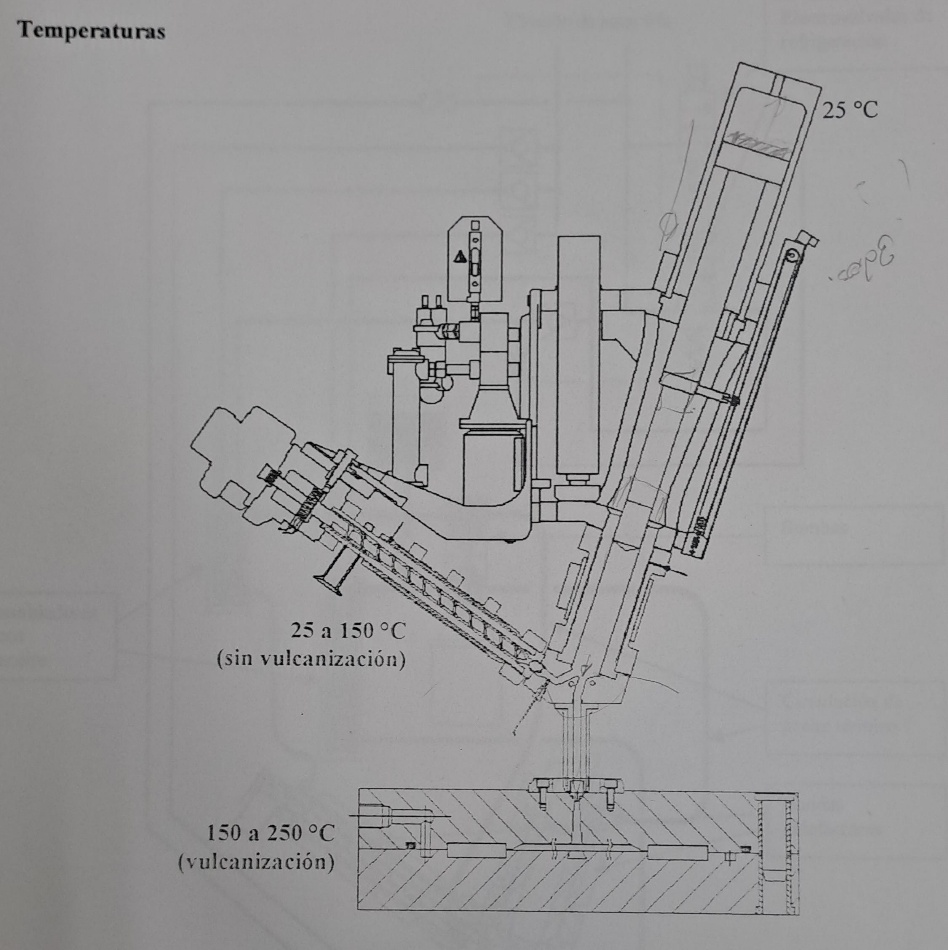 Temperaturas
25 °C
25 a 150 °C
(sin vulcanización)
150 a 250 °C
(vulcanización)